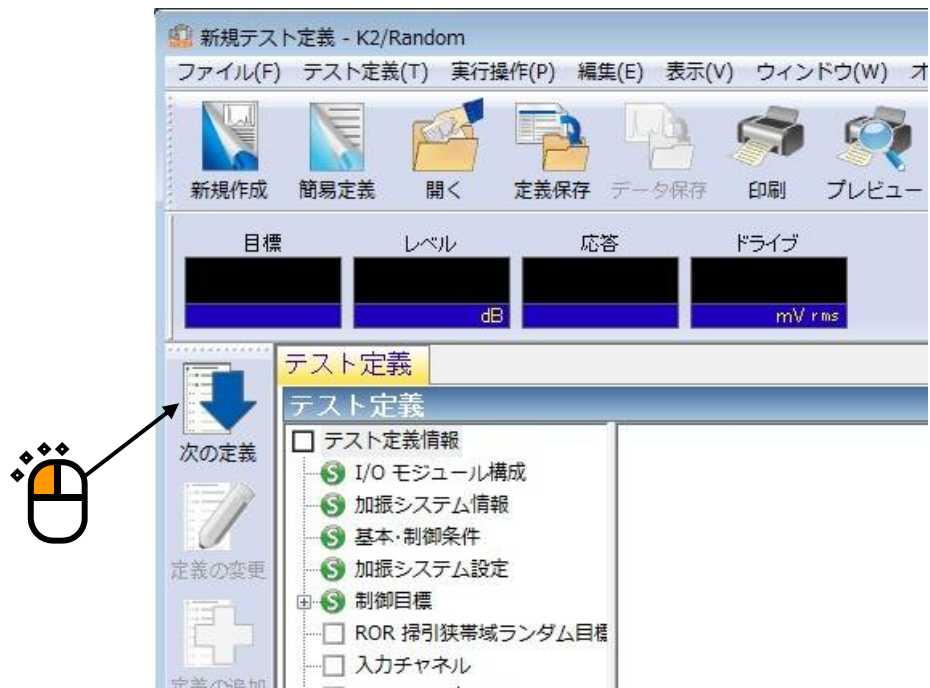 新規テスト定義 - K2/Random
ファイル(F) テスト定義(T) 実行操作(P) 編集(E) 表示(V) ウィンドウ(W) オ
新規作成 簡易定義 開く 定義保存 データ保存 印刷 プレビュー
目標 レベル 応答 ドライブ
dB mV rms
テスト定義
テスト定義
次の定義
定義の変更
定義の追加
テスト定義情報
I/O モジュール構成
加振システム情報
基本・制御条件
加振システム設定
制御目標
ROR 掃引狭帯域ランダム目標
入力チャネル